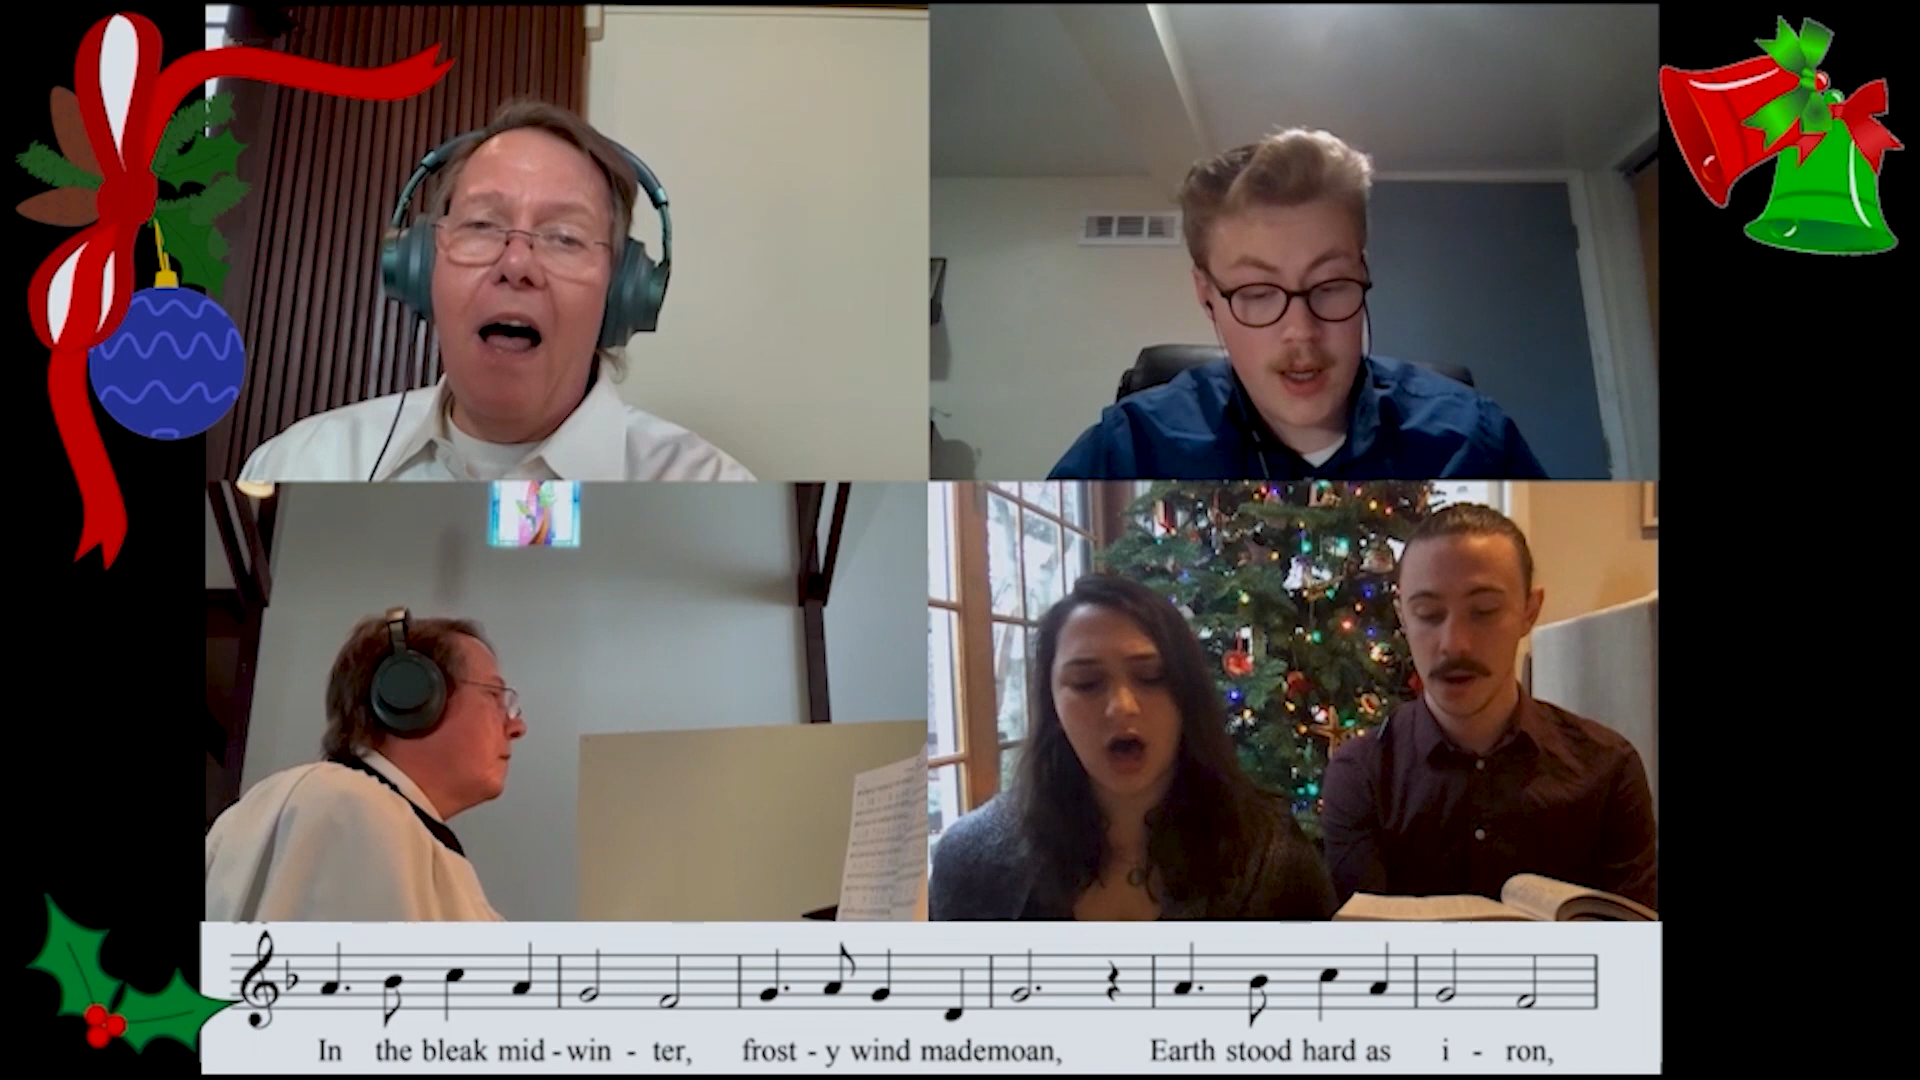 In the bleak mid - win - ter, frost - y wind mademoan, Earth stood hard as i - ron,